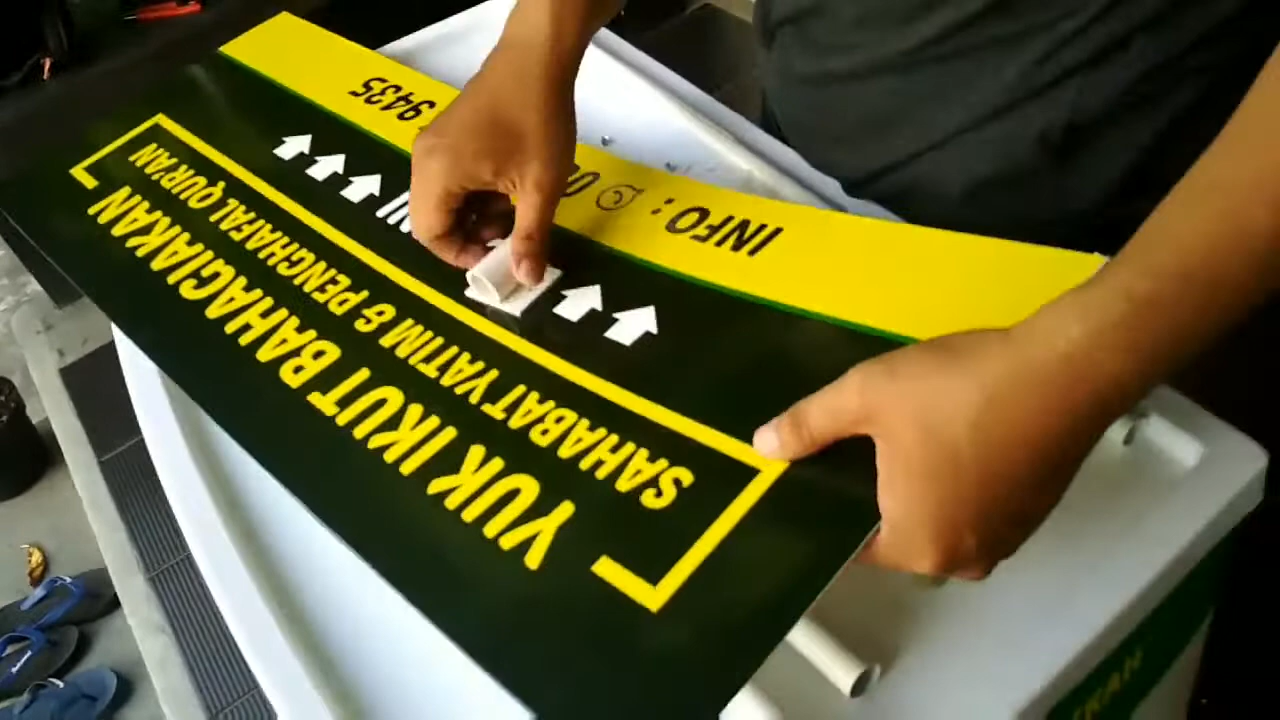 YUK IKUT BAHAGIAKAN
SAHABAT YATIM & PENGHAFAL QUR'AN
INFO :
9435